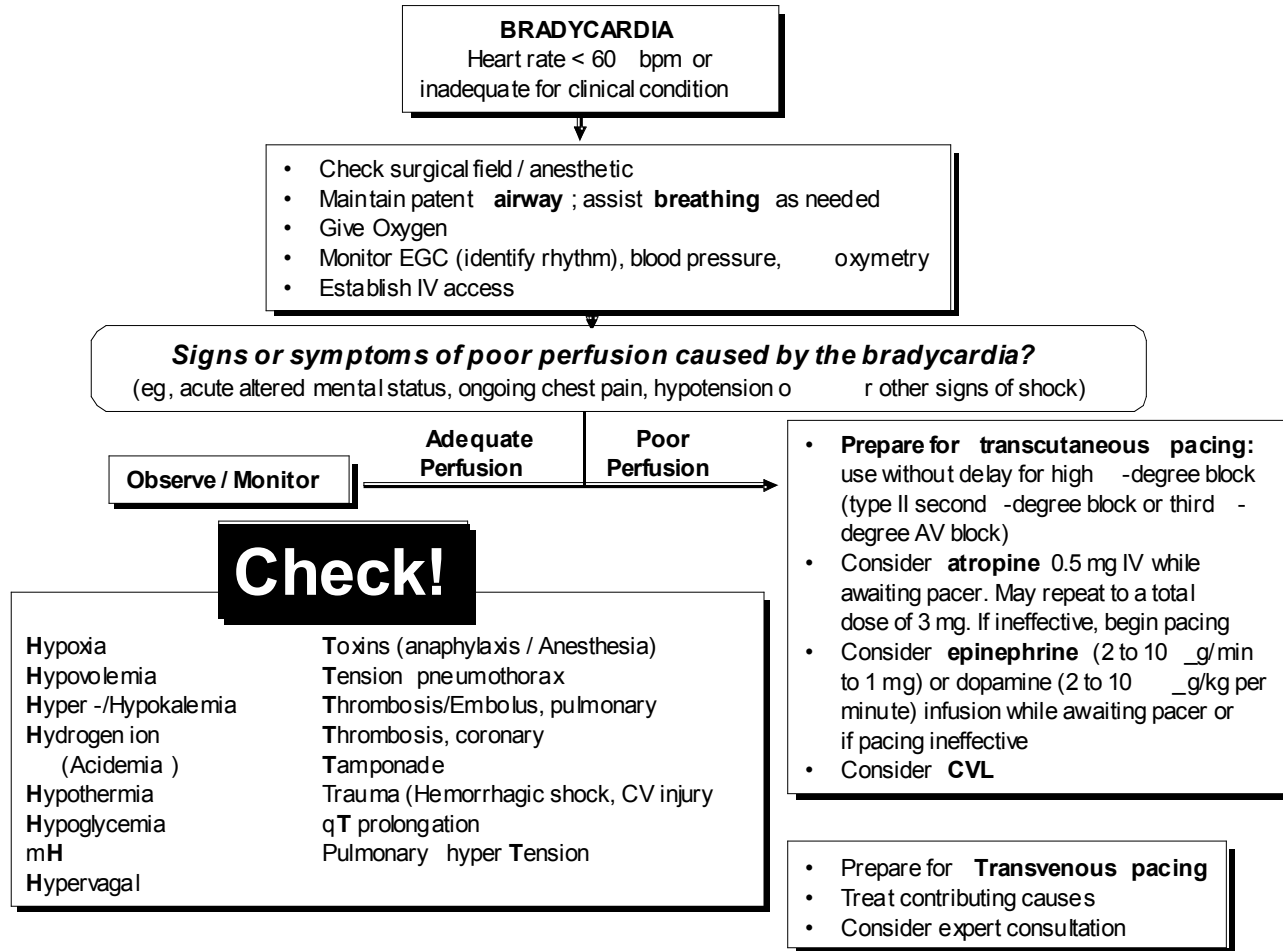 BRADYCARDIA
Heart rate < 60 bpm or
inadequate for clinical condition
• Check surgical field / anesthetic
• Maintain patent airway ; assist breathing as needed
• Give Oxygen
• Monitor EGC (identify rhythm), blood pressure, oxymetry
• Establish IV access
Signs or symptoms of poor perfusion caused by the bradycardia?
(eg, acute altered mental status, ongoing chest pain, hypotension o r other signs of shock)
Adequate
Perfusion
Poor
Perfusion
Observe / Monitor
• Prepare for transcutaneous pacing:
use without delay for high -degree block
(type II second -degree block or third -
degree AV block)
• Consider atropine 0.5 mg IV while
awaiting pacer. May repeat to a total
dose of 3 mg. If ineffective, begin pacing
• Consider epinephrine (2 to 10 _g/min
to 1 mg) or dopamine (2 to 10 _g/kg per
minute) infusion while awaiting pacer or
if pacing ineffective
• Consider CVL
Check!
Hypoxia
Hypovolemia
Hyper -/Hypokalemia
Hydrogen ion
(Acidemia )
Hypothermia
Hypoglycemia
mH
Hypervagal
Toxins (anaphylaxis / Anesthesia)
Tension pneumothorax
Thrombosis/Embolus, pulmonary
Thrombosis, coronary
Tamponade
Trauma (Hemorrhagic shock, CV injury
qT prolongation
Pulmonary hyper Tension
• Prepare for Transvenous pacing
• Treat contributing causes
• Consider expert consultation